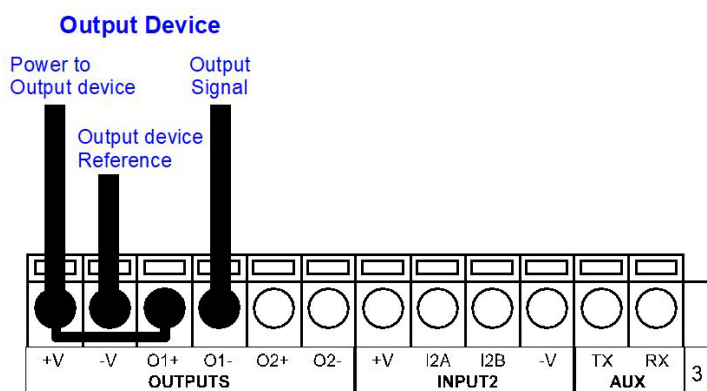 Output Device
Power to
Output device
Output
Signal
Output device
Reference
+V -V O1+ O1- O2+ O2- +V I2A I2B -V TX RX
OUTPUTS INPUT2 AUX 3